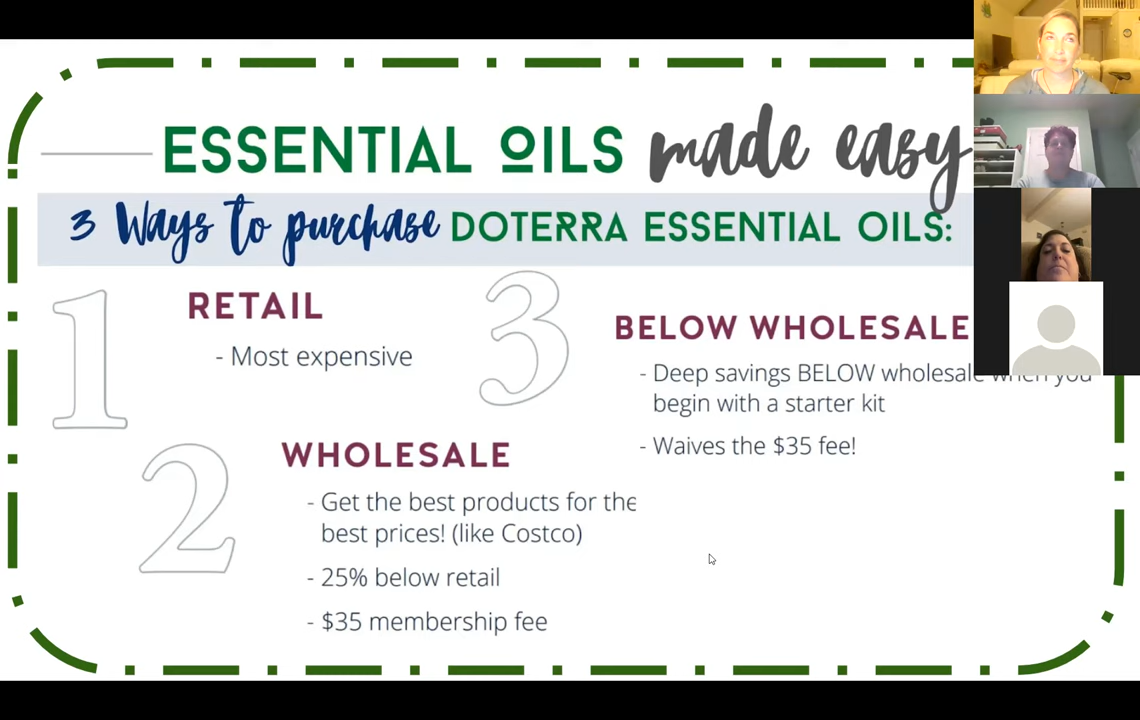 ESSENTIAL OILS made easy
3 Ways to purchase DOTERRA ESSENTIAL OILS:
1
RETAIL
- Most expensive
2
WHOLESALE
- Get the best products for the
best prices! (like Costco)
- 25% below retail
- $35 membership fee
3
BELOW WHOLESALE
- Deep savings BELOW wholesale when you
begin with a starter kit
- Waives the $35 fee!